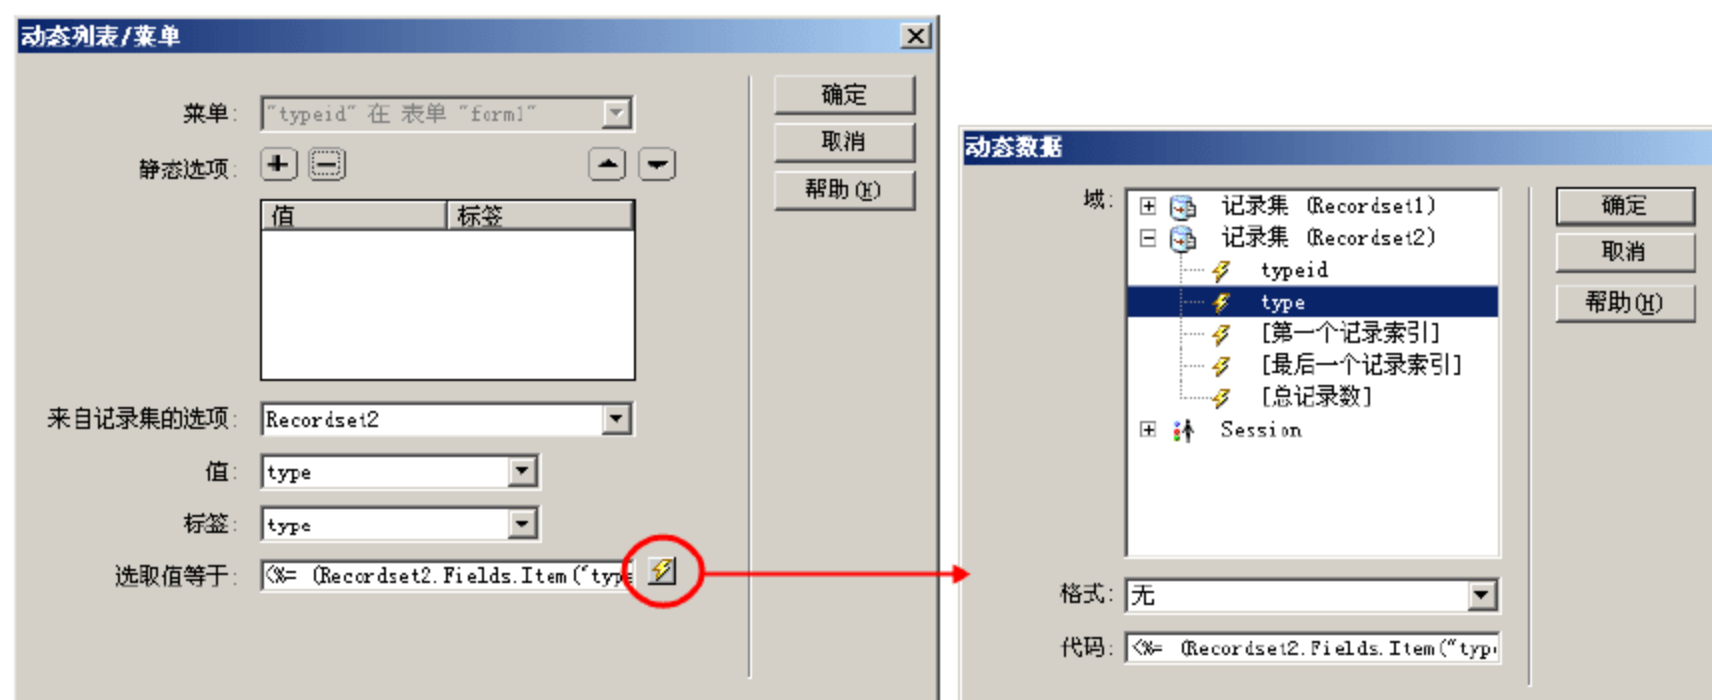 动态列表/菜单
菜单:
"typeid" 在 表单 "form1"
静态选项:
值
标签
来自记录集的选项:
Recordset2
值:
type
标签:
type
选取值等于:
<%= (Recordset2.Fields.Item("type
确定
取消
帮助(H)
动态数据
域:
记录集 (Recordset1)
记录集 (Recordset2)
typeid
type
[第一个记录索引]
[最后一个记录索引]
[总记录数]
Session
格式:
无
代码:
<%= (Recordset2.Fields.Item("typ
确定
取消
帮助(H)